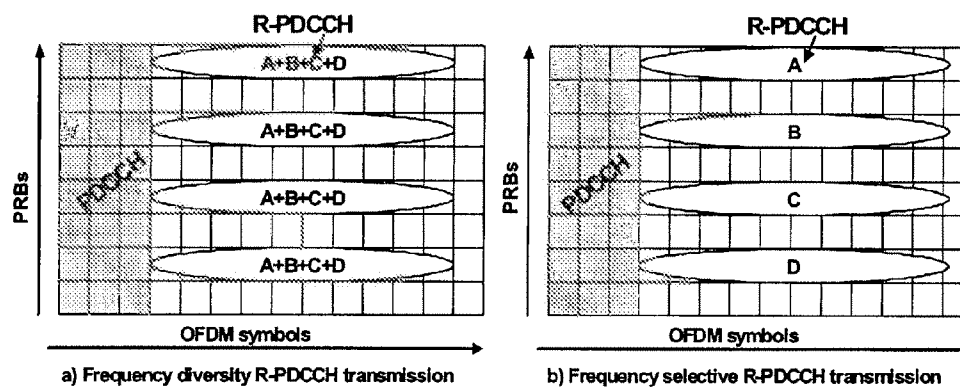 R-PDCCH
A+B+C+D
A+B+C+D
A+B+C+D
A+B+C+D
PDCCH
PRBs
OFDM symbols
a) Frequency diversity R-PDCCH transmission
R-PDCCH
A
B
C
D
PDCCH
PRBs
OFDM symbols
b) Frequency selective R-PDCCH transmission